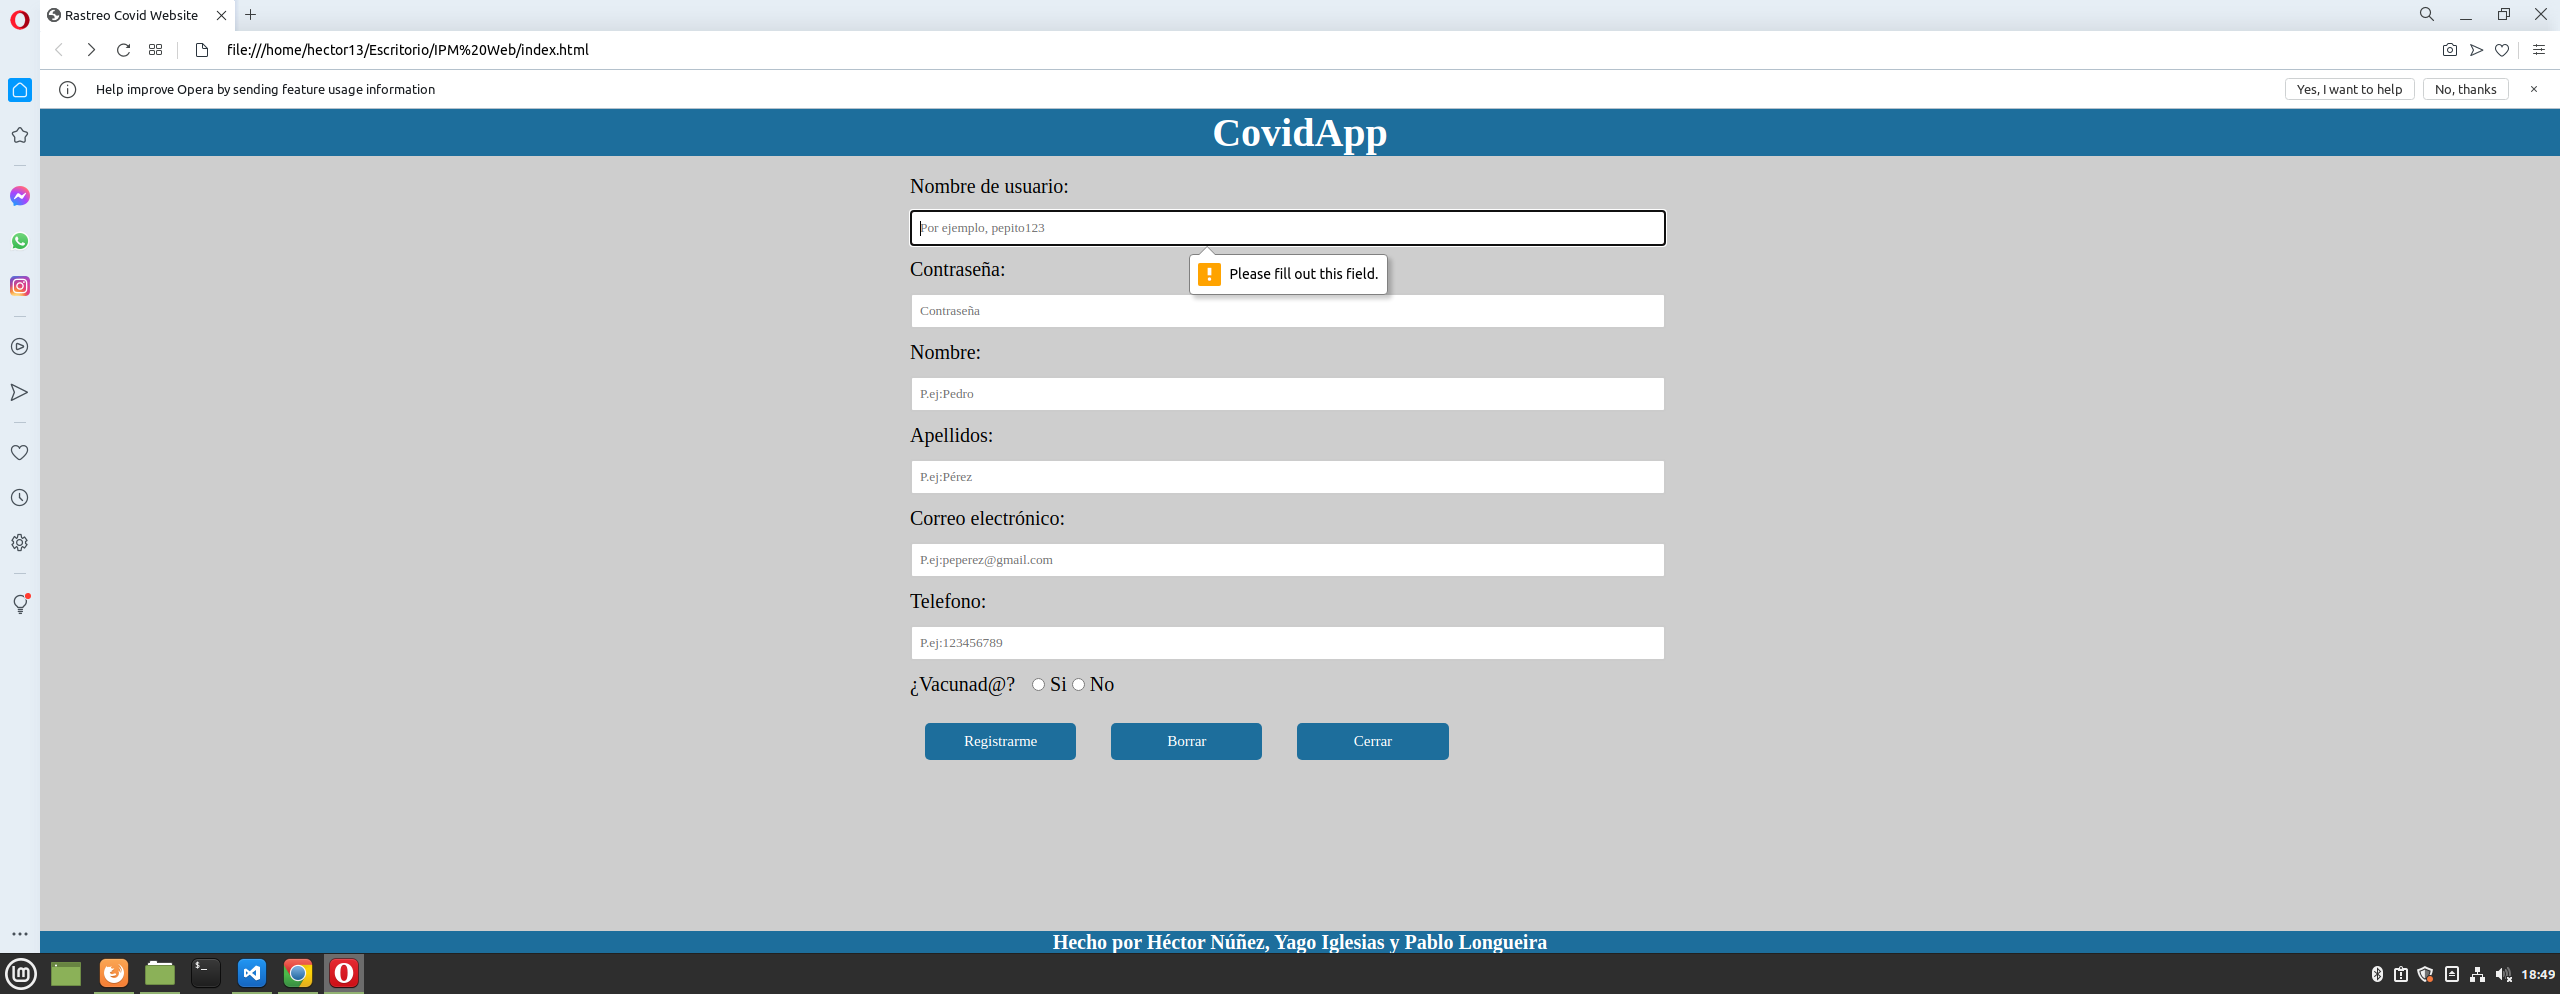 Rastreo Covid Website
file:///home/hector13/Escritorio/IPM%20Web/index.html
Help improve Opera by sending feature usage information
Yes, I want to help
No, thanks
CovidApp
Nombre de usuario:
Por ejemplo, pepito123
Please fill out this field.
Contraseña:
Contraseña
Nombre:
P.ej:Pedro
Apellidos:
P.ej:Pérez
Correo electrónico:
P.ej:peperez@gmail.com
Telefono:
P.ej:123456789
¿Vacunad@? Si No
Registrarme
Borrar
Cerrar
Hecho por Héctor Núñez, Yago Iglesias y Pablo Longueira
18:49